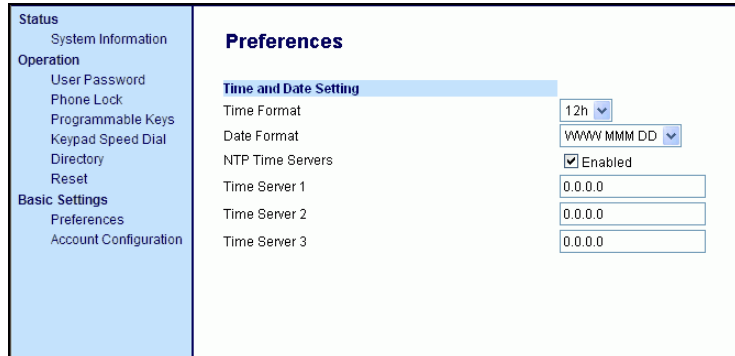 Status
System Information
Operation
User Password
Phone Lock
Programmable Keys
Keypad Speed Dial
Directory
Reset
Basic Settings
Preferences
Account Configuration
Preferences
Time and Date Setting
Time Format 12h
Date Format WWW MMM DD
NTP Time Servers Enabled
Time Server 1 0.0.0.0
Time Server 2 0.0.0.0
Time Server 3 0.0.0.0